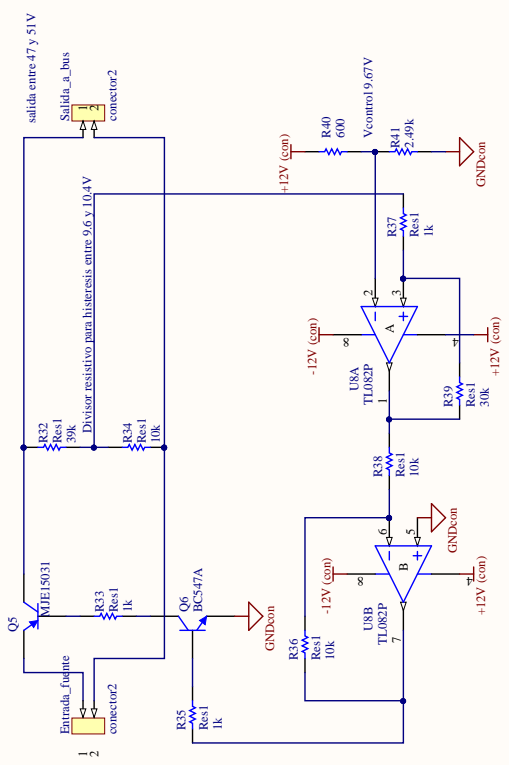 salida entre 47 y 51V
Salida_a_bus
1
2
conector2
Vcontrol 9.67V
R40
600
R41
2.49k
+12V (con)
GNDcon
Divisor resistivo para histeresis entre 9.6 y 10.4V
R37
Res1
1k
2
3
A
8
4
1
-12V (con)
+12V (con)
U8A
TL082P
R39
Res1
30k
R32
Res1
39k
R34
Res1
10k
R38
Res1
10k
Q5
MJE15031
R33
Res1
1k
Q6
BC547A
GNDcon
6
5
B
8
4
7
-12V (con)
+12V (con)
GNDcon
U8B
TL082P
R36
Res1
10k
R35
Res1
1k
Entrada_fuente
1
2
conector2